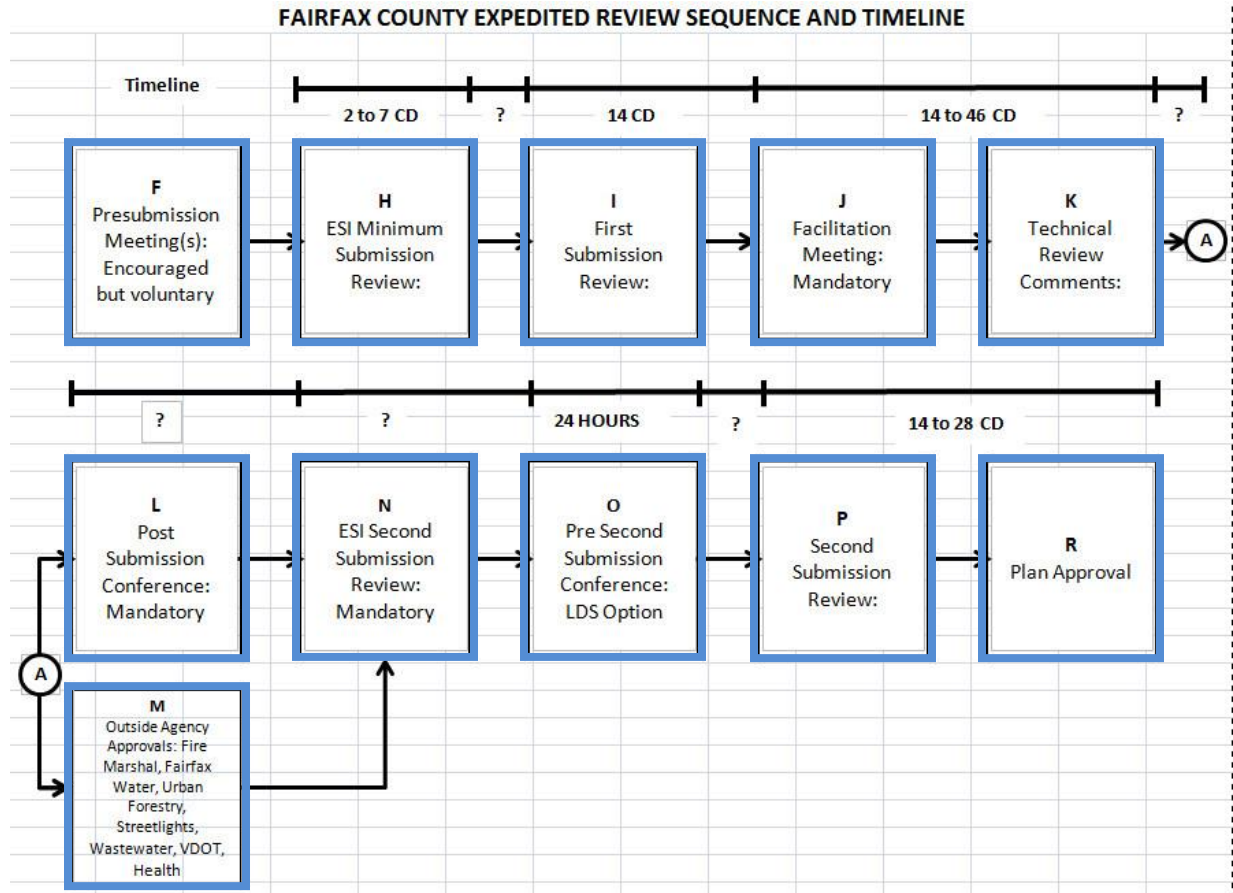 FAIRFAX COUNTY EXPEDITED REVIEW SEQUENCE AND TIMELINE
Timeline
2 to 7 CD
?
14 CD
14 to 46 CD
?
F
Presubmission
Meeting(s):
Encouraged
but voluntary
H
ESI Minimum
Submission
Review:
I
First
Submission
Review:
J
Facilitation
Meeting:
Mandatory
K
Technical
Review
Comments:
A
?
?
24 HOURS
?
14 to 28 CD
L
Post
Submission
Conference:
Mandatory
N
ESI Second
Submission
Review:
Mandatory
O
Pre Second
Submission
Conference:
LDS Option
P
Second
Submission
Review:
R
Plan Approval
A
M
Outside Agency
Approvals: Fire
Marshal, Fairfax
Water, Urban
Forestry,
Streetlights,
Wastewater, VDOT,
Health